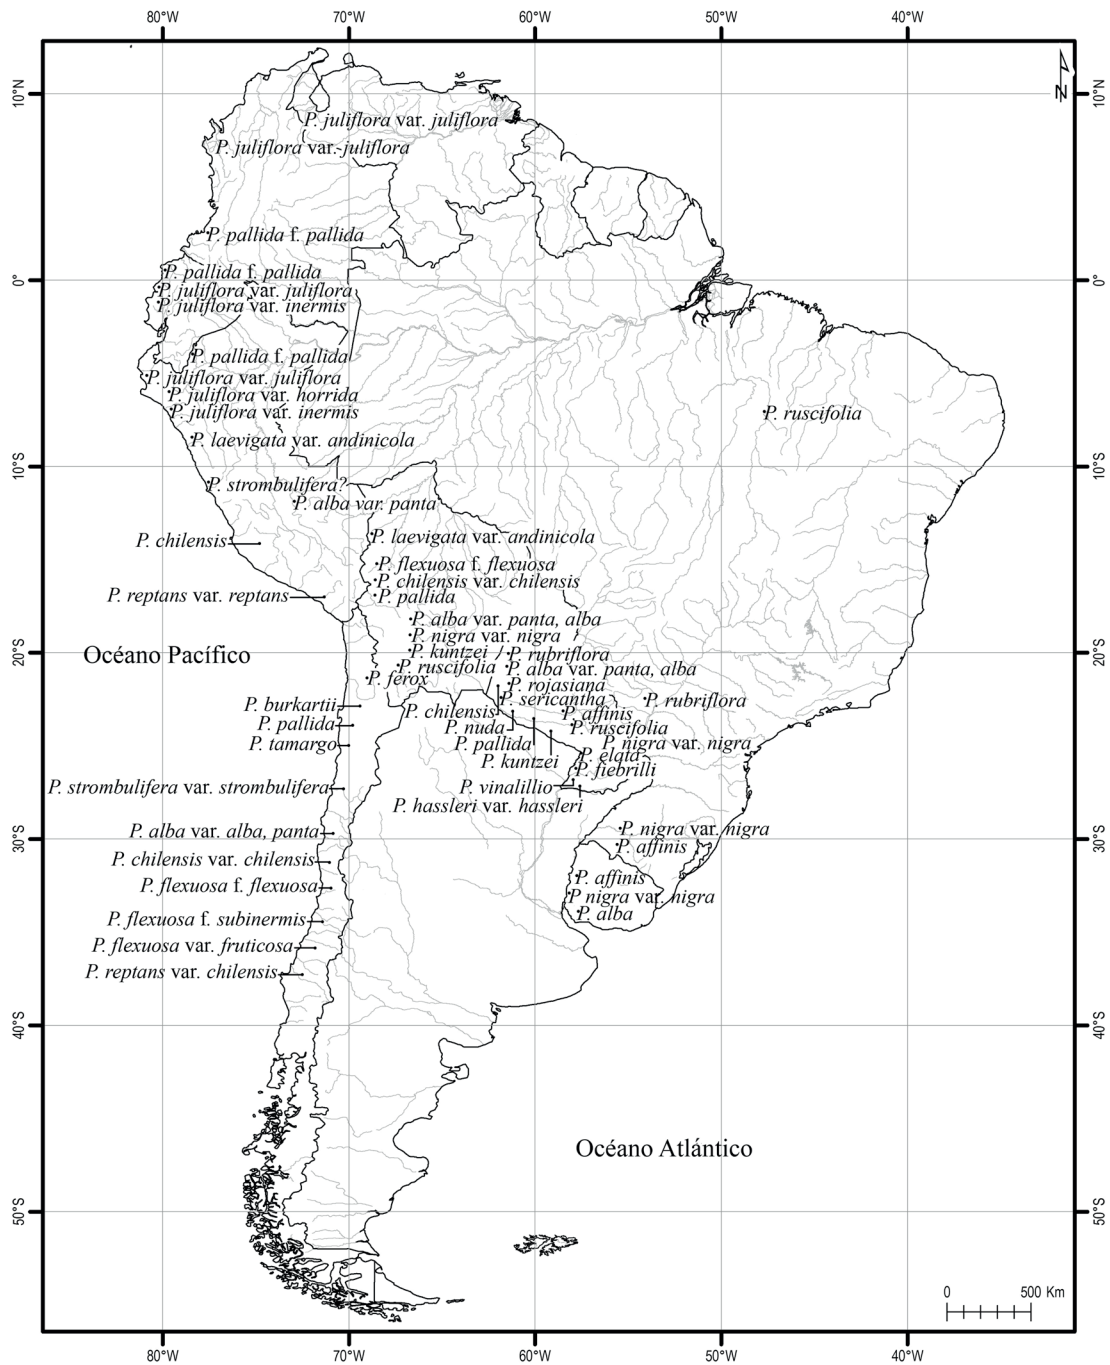 80°W 70°W 60°W 50°W 40°W
N
10°N 10°N
P. juliflora var. juliflora
P. juliflora var. juliflora
P. pallida f. pallida
P. pallida f. pallida
0° 0°
P. juliflora var. juliflora
P. juliflora var. inermis
P. pallida f. pallida
P. juliflora var. juliflora
P. juliflora var. horrida
P. juliflora var. inermis
P. ruscifolia
P. laevigata var. andinicola
10°S 10°S
P. strombulifera?
P. alba var. panta
P. chilensis
P. laevigata var. andinicola
P. flexuosa f. flexuosa
P. chilensis var. chilensis
P. reptans var. reptans
P. pallida
P. alba var. panta, alba
P. nigra var. nigra
P. kuntzei
P. rubriflora
20°S 20°S
Océano Pacífico
P. ruscifolia
P. alba var. panta, alba
P. ferox
P. rojasiana
P. sericantha
P. rubriflora
P. burkartii
P. chilensis
P. affinis
P. pallida
P. nuda
P. ruscifolia
P. tamargo
P. pallida
P. nigra var. nigra
P. elata
P. kuntzei
P. fiebrilli
P. strombulifera var. strombulifera
P. vinalillio
P. hassleri var. hassleri
P. alba var. alba, panta
P. nigra var. nigra
30°S 30°S
P. affinis
P. chilensis var. chilensis
P. flexuosa f. flexuosa
P. affinis
P. nigra var. nigra
P. alba
P. flexuosa f. subinermis
P. flexuosa var. fruticosa
P. reptans var. chilensis
40°S 40°S
Océano Atlántico
50°S 50°S
0 500 Km
80°W 70°W 60°W 50°W 40°W